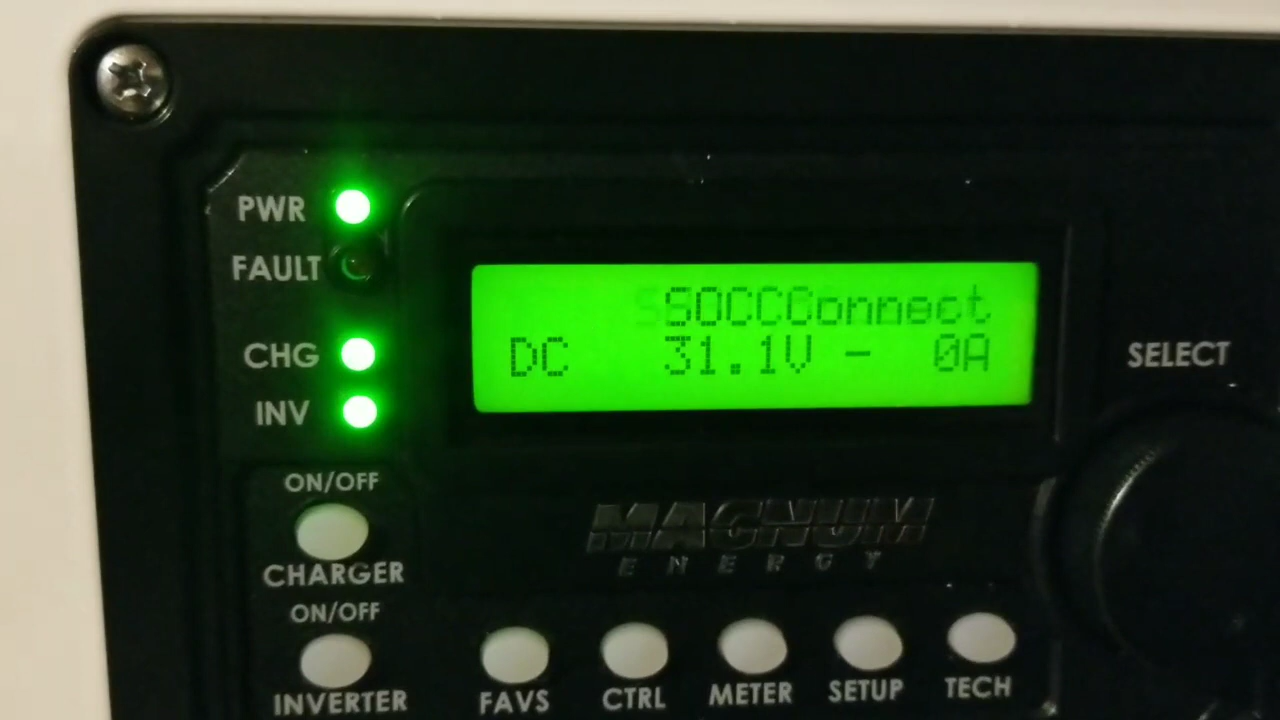 PWR
FAULT
CHG
INV
DC 31.1V - 0A
SELECT
ON/OFF
CHARGER
ON/OFF
INVERTER
MAGNUM
ENERGY
FAVS
CTRL
METER
SETUP
TECH